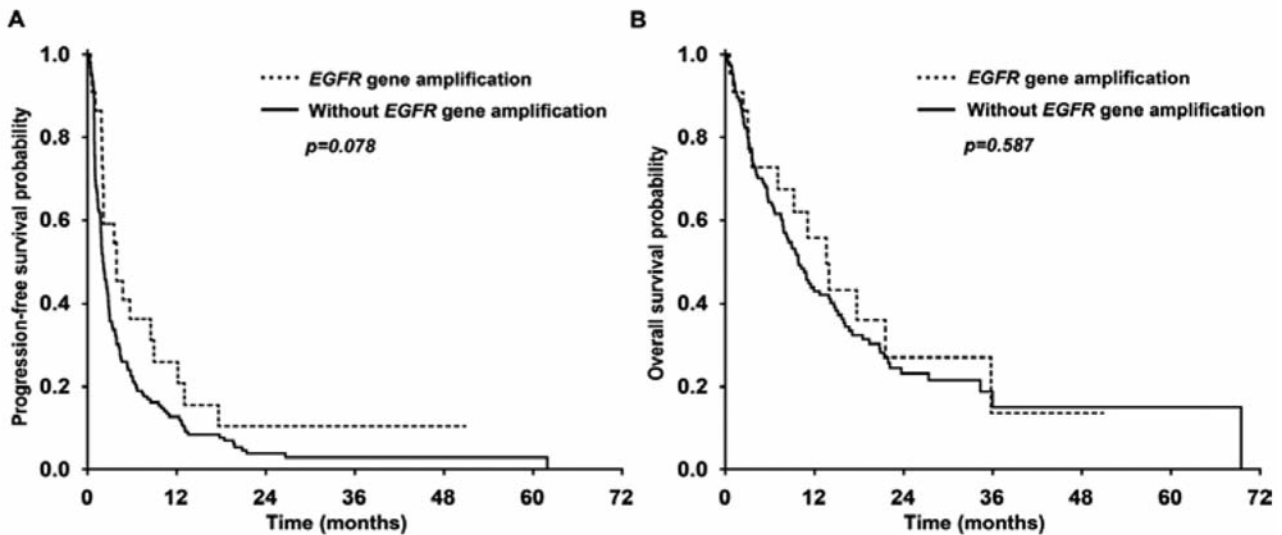 A
Progression-free survival probability
1.0
0.8
0.6
0.4
0.2
0.0
EGFR gene amplification
Without EGFR gene amplification
p=0.078
0 12 24 36 48 60 72
Time (months)
B
Overall survival probability
1.0
0.8
0.6
0.4
0.2
0.0
EGFR gene amplification
Without EGFR gene amplification
p=0.587
0 12 24 36 48 60 72
Time (months)